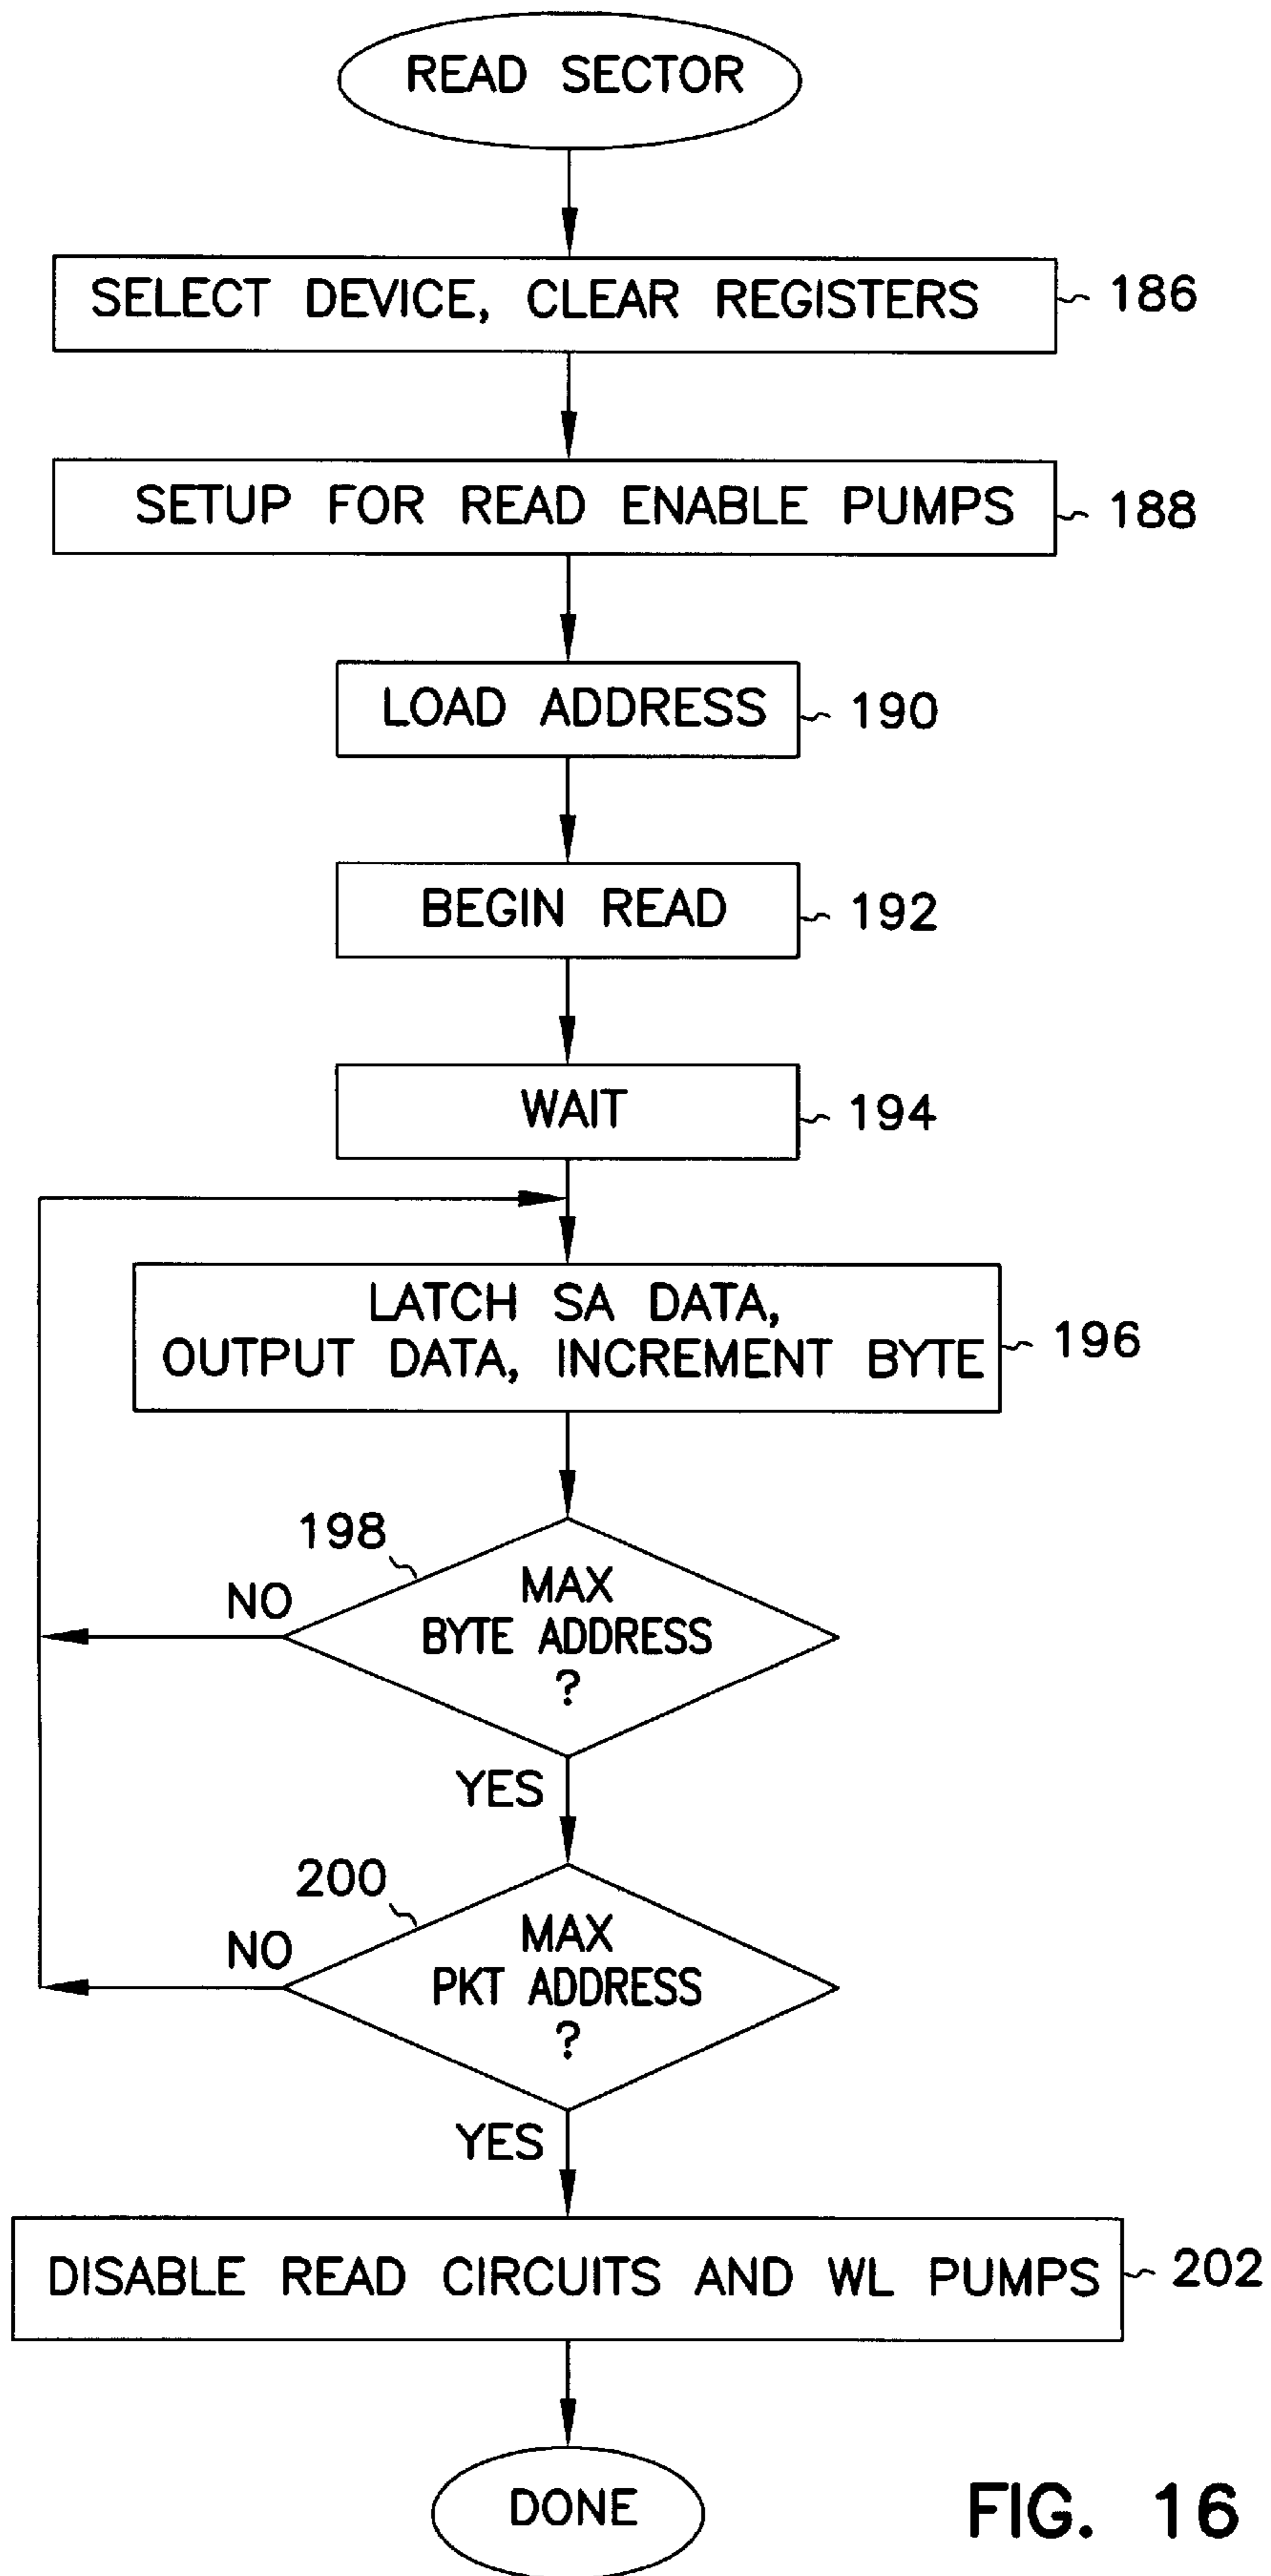 READ SECTOR
SELECT DEVICE, CLEAR REGISTERS
186
SETUP FOR READ ENABLE PUMPS
188
LOAD ADDRESS
190
BEGIN READ
192
WAIT
194
LATCH SA DATA,
OUTPUT DATA, INCREMENT BYTE
196
198
NO
MAX
BYTE ADDRESS
?
YES
200
NO
MAX
PKT ADDRESS
?
YES
DISABLE READ CIRCUITS AND WL PUMPS
202
DONE
FIG. 16